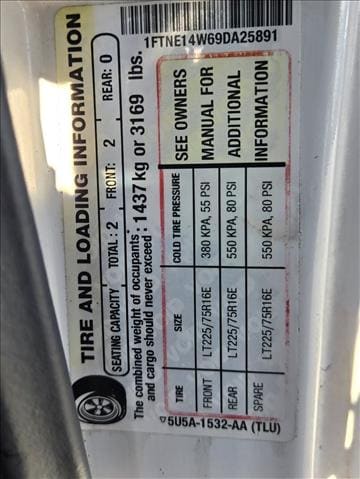 1FTNE14W69DA25891
TIRE AND LOADING INFORMATION
SEATING CAPACITY TOTAL : 2 FRONT: 2 REAR: 0
The combined weight of occupants
and cargo should never exceed : 1437 kg or 3169 lbs.
TIRE SIZE COLD TIRE PRESSURE SEE OWNERS
FRONT LT225/75R16E 380 KPA, 55 PSI MANUAL FOR
REAR LT225/75R16E 550 KPA, 80 PSI ADDITIONAL
SPARE LT225/75R16E 550 KPA, 80 PSI INFORMATION
5U5A-1532-AA (TLU)